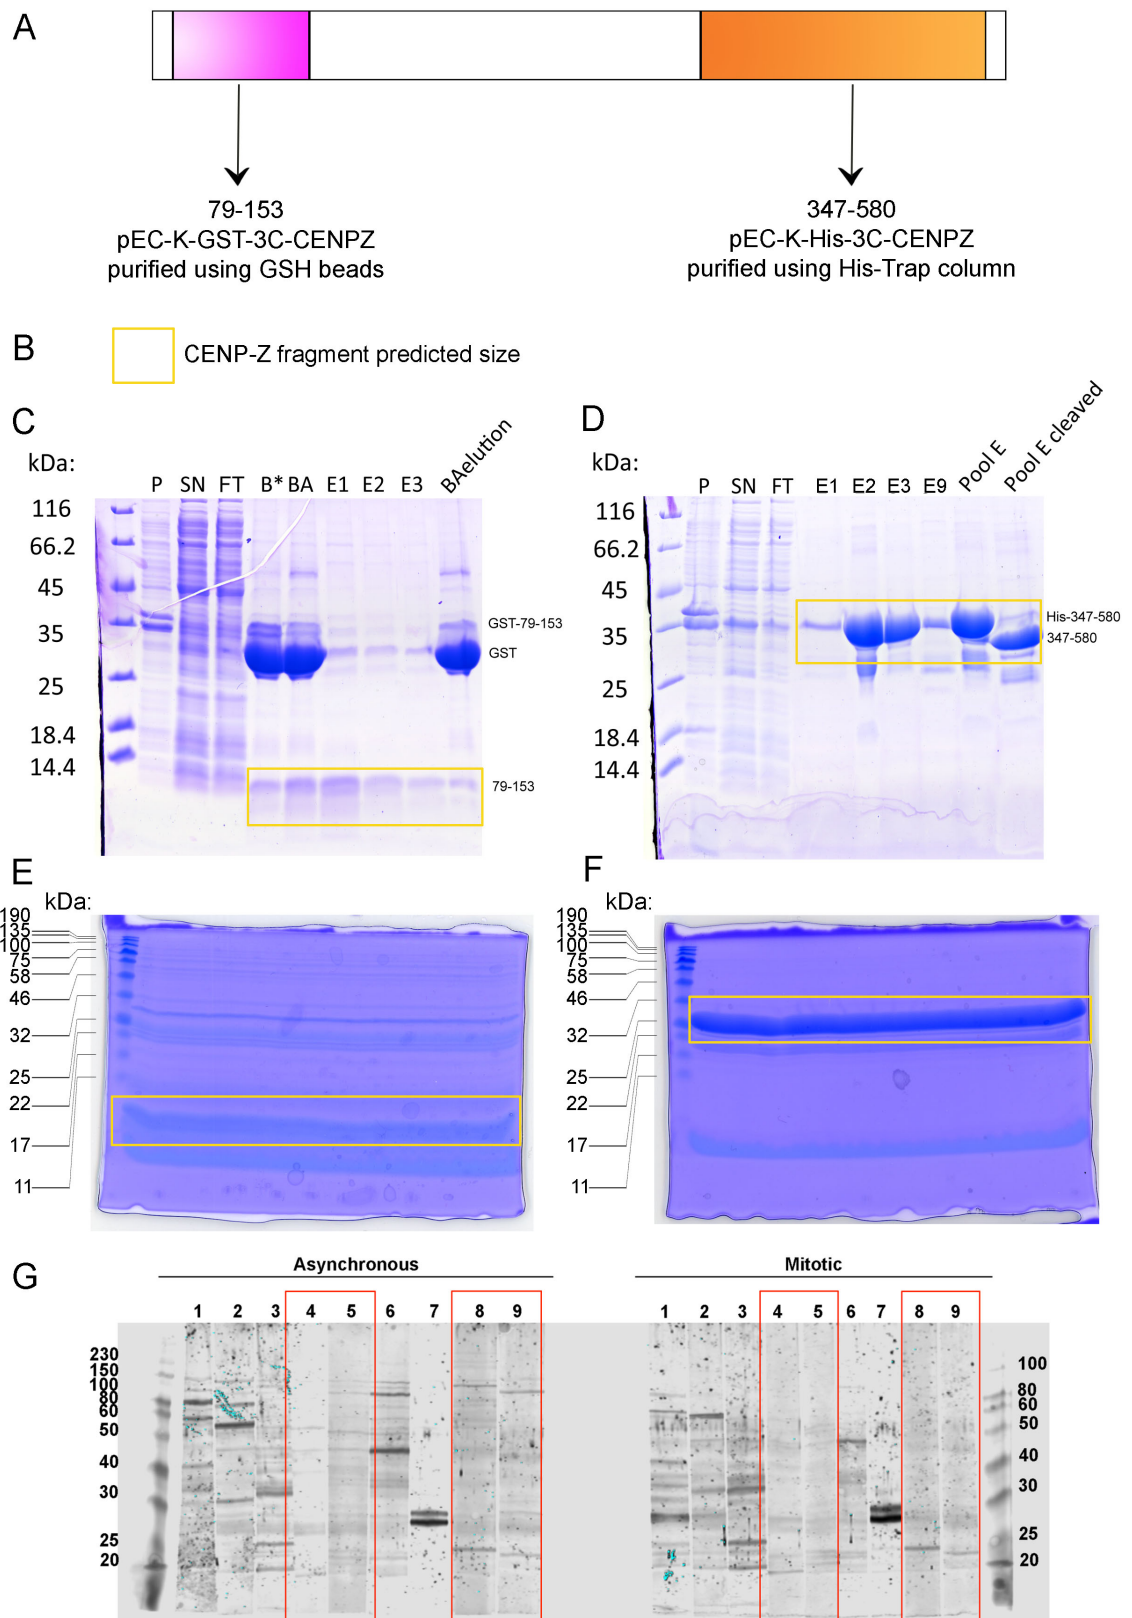 A
79-153
pEC-K-GST-3C-CENPZ
purified using GSH beads
347-580
pEC-K-His-3C-CENPZ
purified using His-Trap column
B
CENP-Z fragment predicted size
C
kDa:
P SN FT B* BA E1 E2 E3 BAelution
116
66.2
45
35
25
18.4
14.4
GST-79-153
GST
79-153
D
P SN FT E1 E2 E3 E9 Pool E Pool E cleaved
116
66.2
45
35
25
18.4
14.4
His-347-580
347-580
E
kDa:
190
135
100
75
58
46
32
25
22
17
11
F
kDa:
190
135
100
75
58
46
32
25
22
17
11
G
Asynchronous
Mitotic
1 2 3 4 5 6 7 8 9
1 2 3 4 5 6 7 8 9
230
150
100
80
60
50
40
30
25
20
100
80
60
50
40
30
25
20